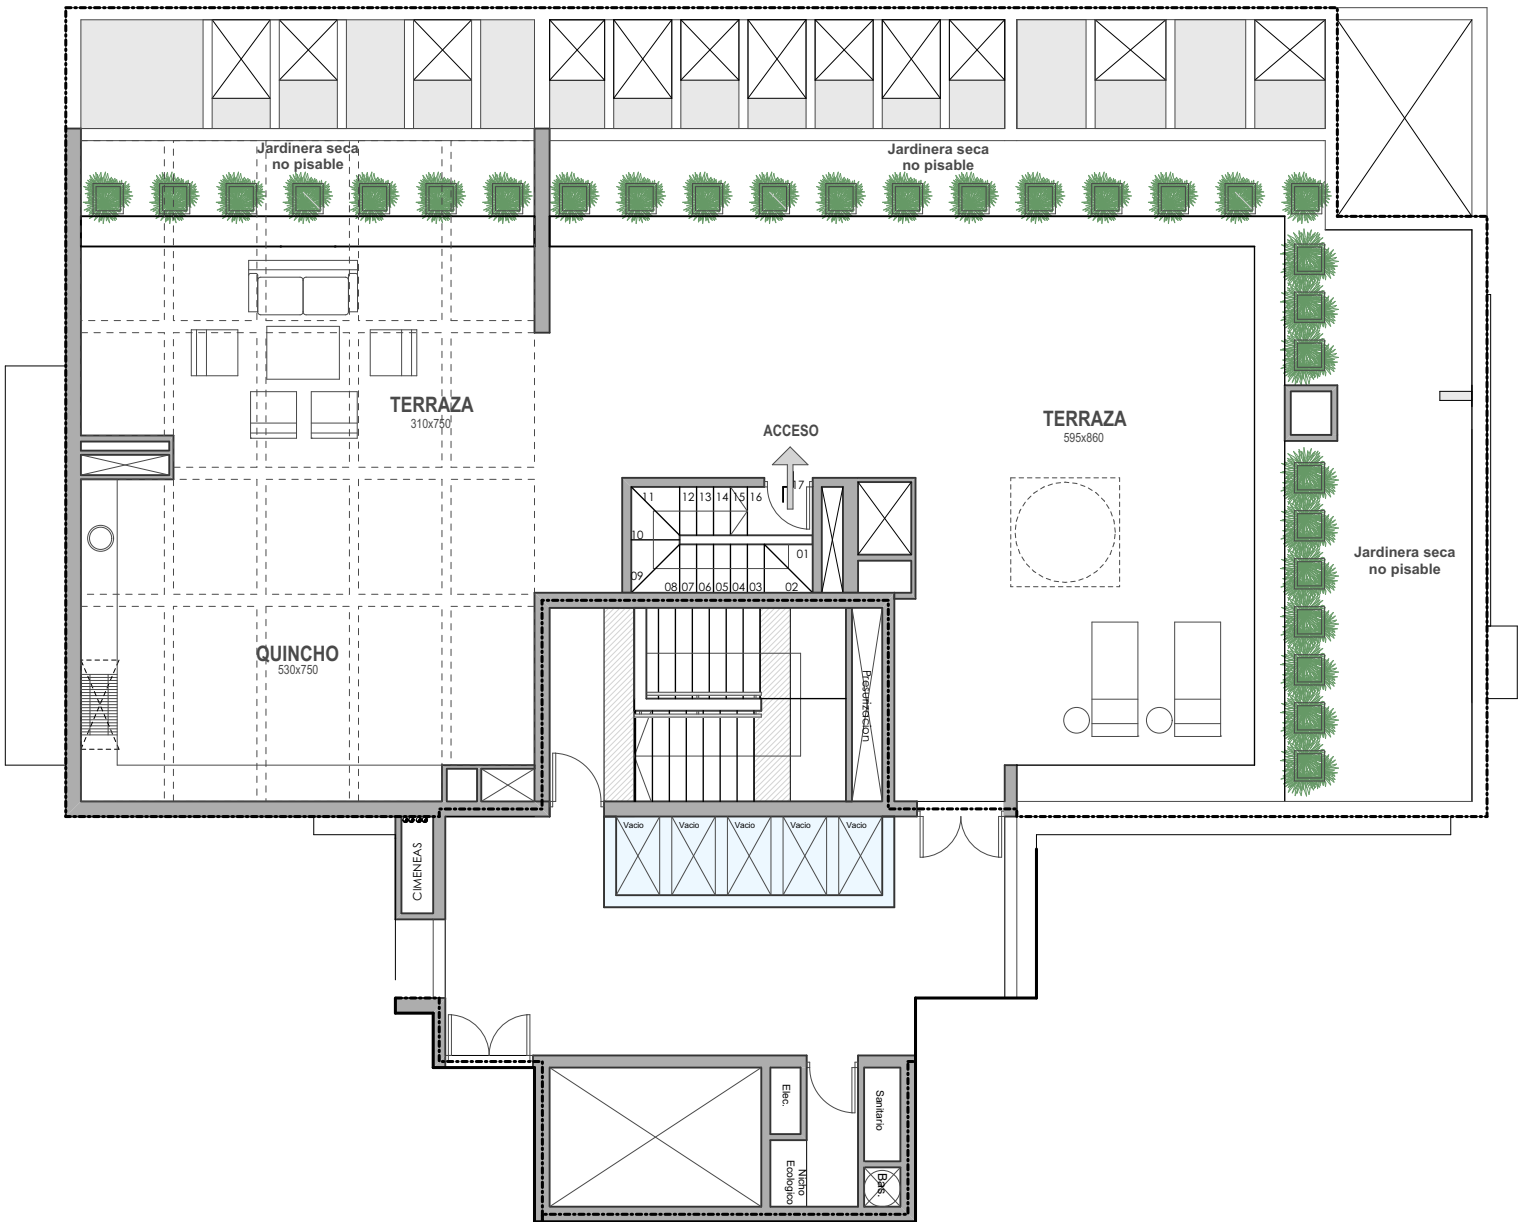 Jardinera seca
no pisable
Jardinera seca
no pisable
TERRAZA
310x750
TERRAZA
595x860
ACCESO
11
12
13
14
15
16
17
10
09
08
07
06
05
04
03
02
01
Jardinera seca
no pisable
QUINCHO
530x750
Presurizacion
Vacio
Vacio
Vacio
Vacio
Vacio
CIMENEAS
Elec.
Sanitario
Nicho
Ecologico
Bas.